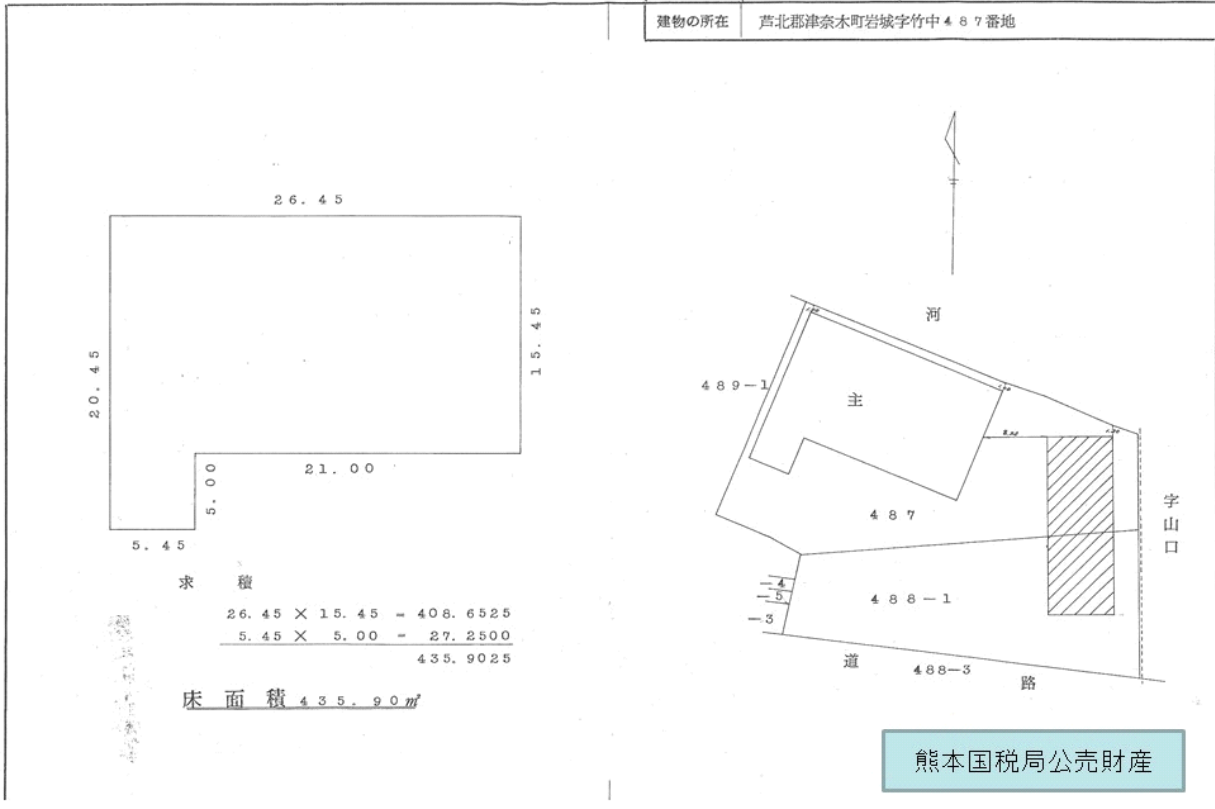 建物の所在 芦北郡津奈木町岩城字竹中487番地
26.45
20.45
15.45
21.00
5.00
5.45
求 積
26.45 × 15.45 = 408.6525
5.45 × 5.00 = 27.2500
435.9025
床面積 435.90㎡
河
489-1
主
487
字山口
-4
-5
-3
488-1
道路
488-3
熊本国税局公売財産